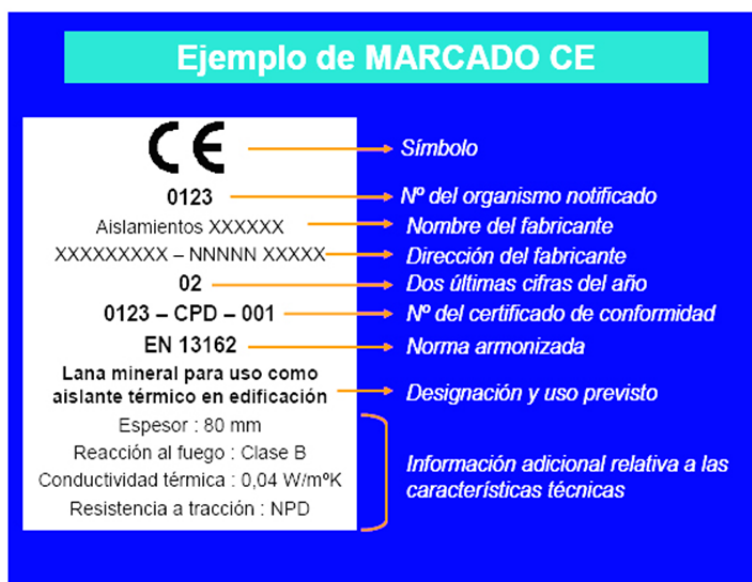 Ejemplo de MARCADO CE
CE
Símbolo
0123
Nº del organismo notificado
Aislamientos XXXXXX
Nombre del fabricante
XXXXXXXXX – NNNNN XXXXX
Dirección del fabricante
02
Dos últimas cifras del año
0123 – CPD – 001
Nº del certificado de conformidad
EN 13162
Norma armonizada
Lana mineral para uso como
aislante térmico en edificación
Designación y uso previsto
Espesor : 80 mm
Reacción al fuego : Clase B
Conductividad térmica : 0,04 W/mºK
Resistencia a tracción : NPD
Información adicional relativa a las
características técnicas